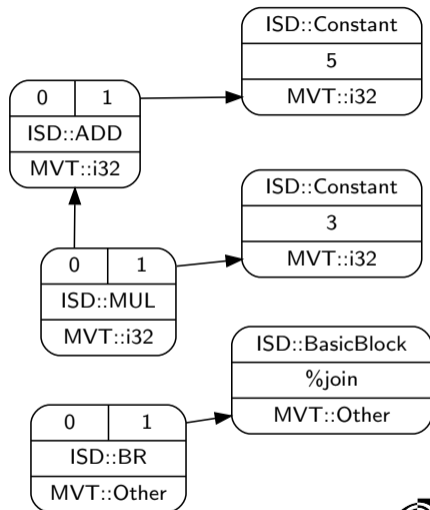 ISD::Constant
5
MVT::i32
0 1
ISD::ADD
MVT::i32
ISD::Constant
3
MVT::i32
0 1
ISD::MUL
MVT::i32
ISD::BasicBlock
%join
MVT::Other
0 1
ISD::BR
MVT::Other